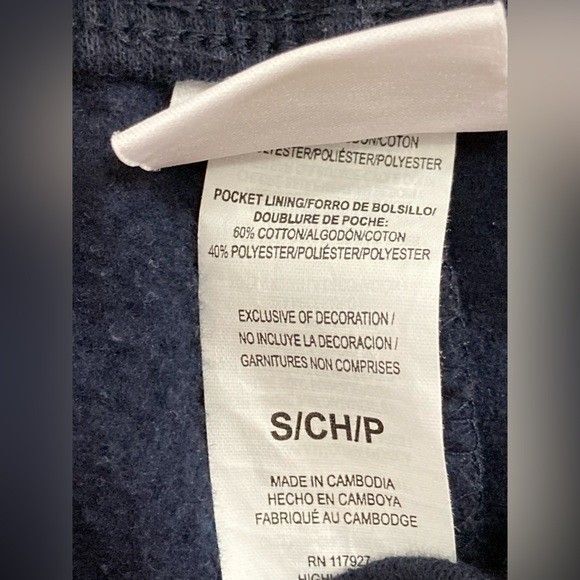 POLYESTER/POLIÉSTER/POLYESTER
POCKET LINING/FORRO DE BOLSILLO/
DOUBLURE DE POCHE:
60% COTTON/ALGODÓN/COTON
40% POLYESTER/POLIÉSTER/POLYESTER
EXCLUSIVE OF DECORATION /
NO INCLUYE LA DECORACION /
GARNITURES NON COMPRISES
S/CH/P
MADE IN CAMBODIA
HECHO EN CAMBOYA
FABRIQUÉ AU CAMBODGE
RN 117927